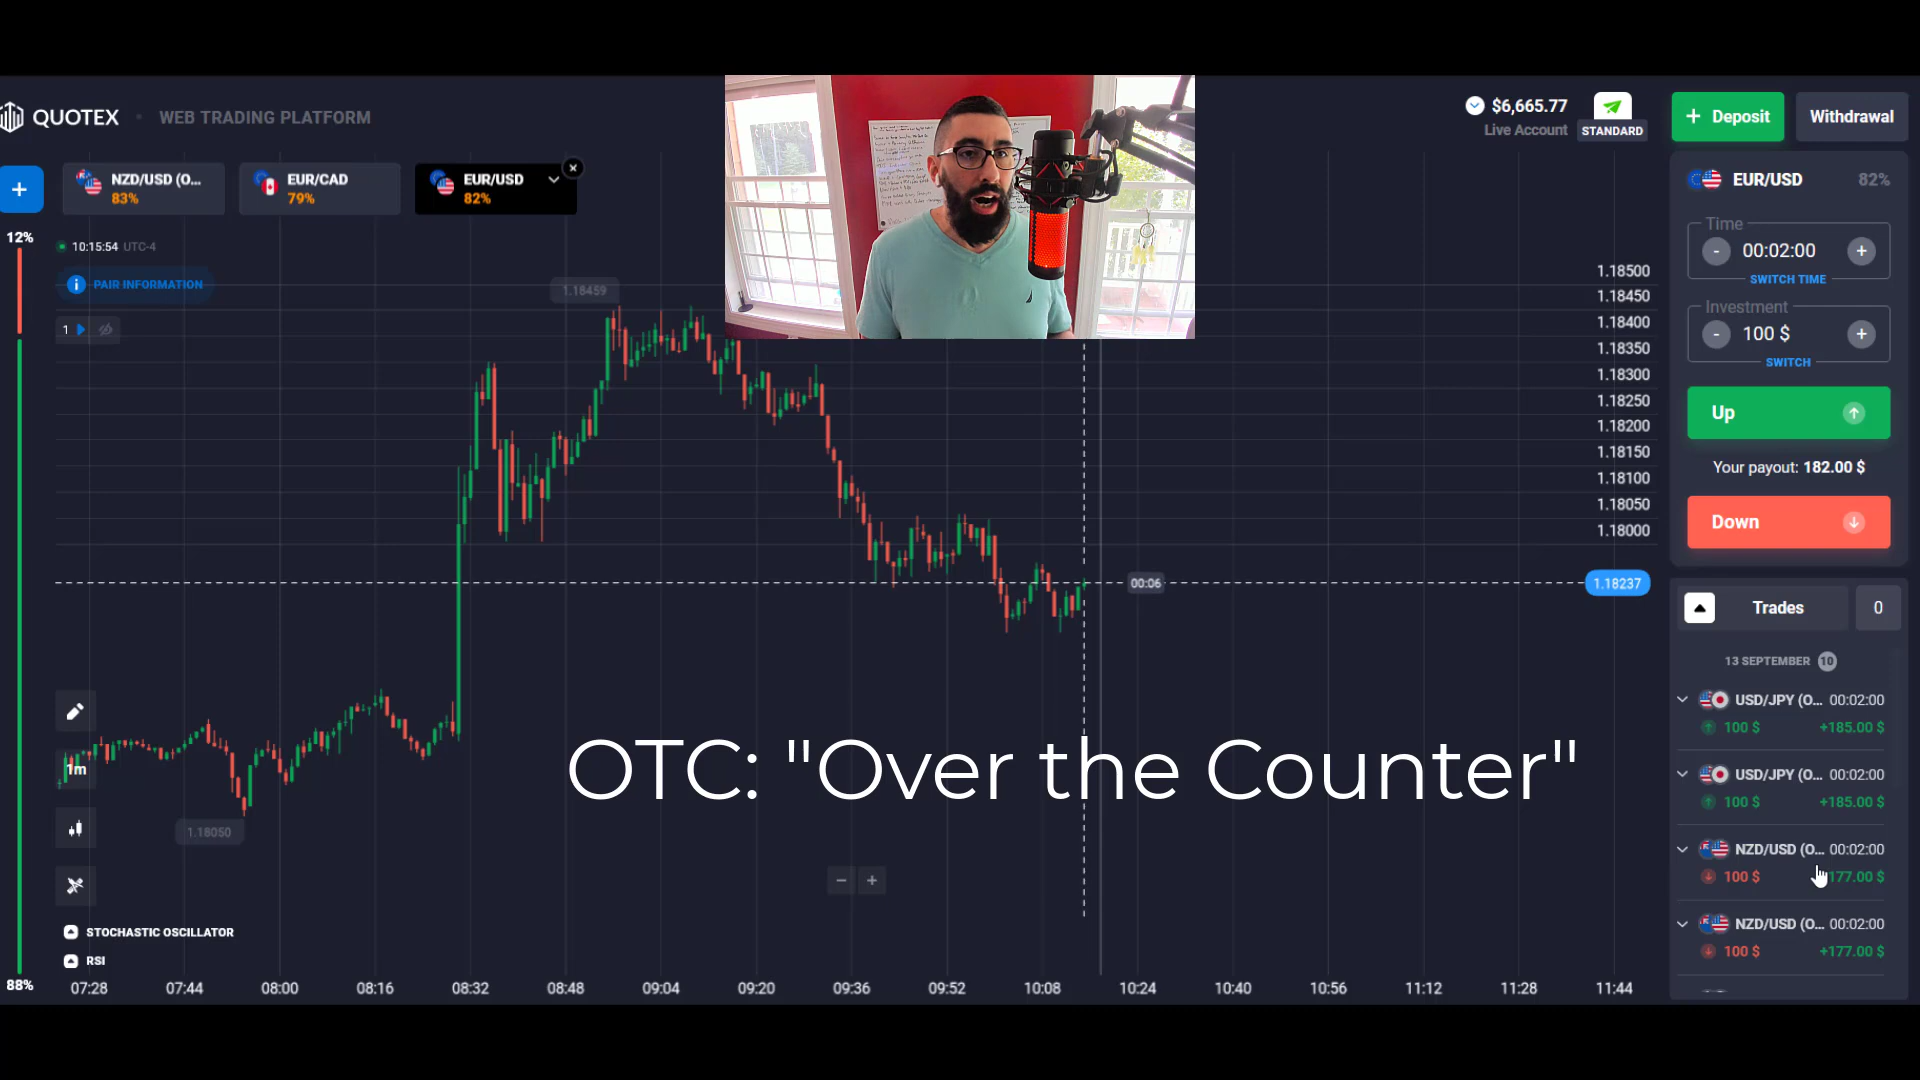 QUOTEX
WEB TRADING PLATFORM
$6,665.77
Live Account
STANDARD
+ Deposit
Withdrawal
+
NZD/USD (O...
83%
EUR/CAD
79%
EUR/USD
82%
EUR/USD 82%
12%
10:15:54 UTC-4
PAIR INFORMATION
1
1.18459
Time
- 00:02:00 +
SWITCH TIME
Investment
- 100 $ +
SWITCH
Up
Your payout: 182.00 $
Down
1.18500
1.18450
1.18400
1.18350
1.18300
1.18250
1.18200
1.18150
1.18100
1.18050
1.18000
00:06
1.18237
Trades 0
13 SEPTEMBER 10
USD/JPY (O... 00:02:00
100 $ +185.00 $
USD/JPY (O... 00:02:00
100 $ +185.00 $
NZD/USD (O... 00:02:00
100 $ 177.00 $
NZD/USD (O... 00:02:00
100 $ +177.00 $
1m
OTC: "Over the Counter"
1.18050
STOCHASTIC OSCILLATOR
RSI
88%
07:28 07:44 08:00 08:16 08:32 08:48 09:04 09:20 09:36 09:52 10:08 10:24 10:40 10:56 11:12 11:28 11:44